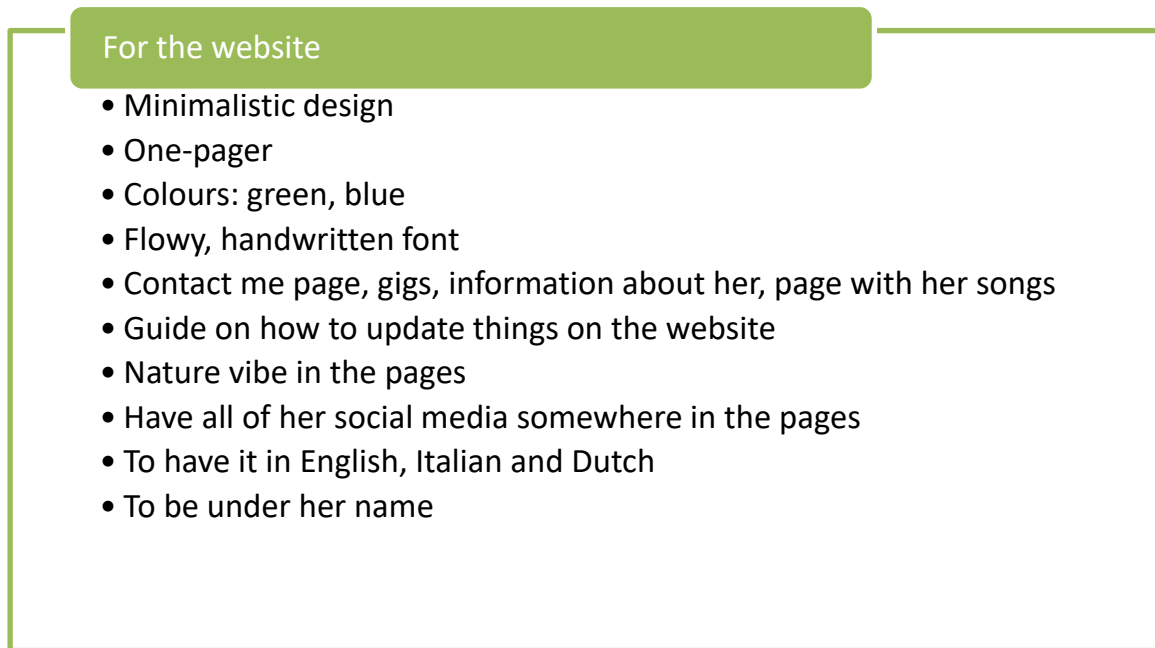 For the website
• Minimalistic design
• One-pager
• Colours: green, blue
• Flowy, handwritten font
• Contact me page, gigs, information about her, page with her songs
• Guide on how to update things on the website
• Nature vibe in the pages
• Have all of her social media somewhere in the pages
• To have it in English, Italian and Dutch
• To be under her name